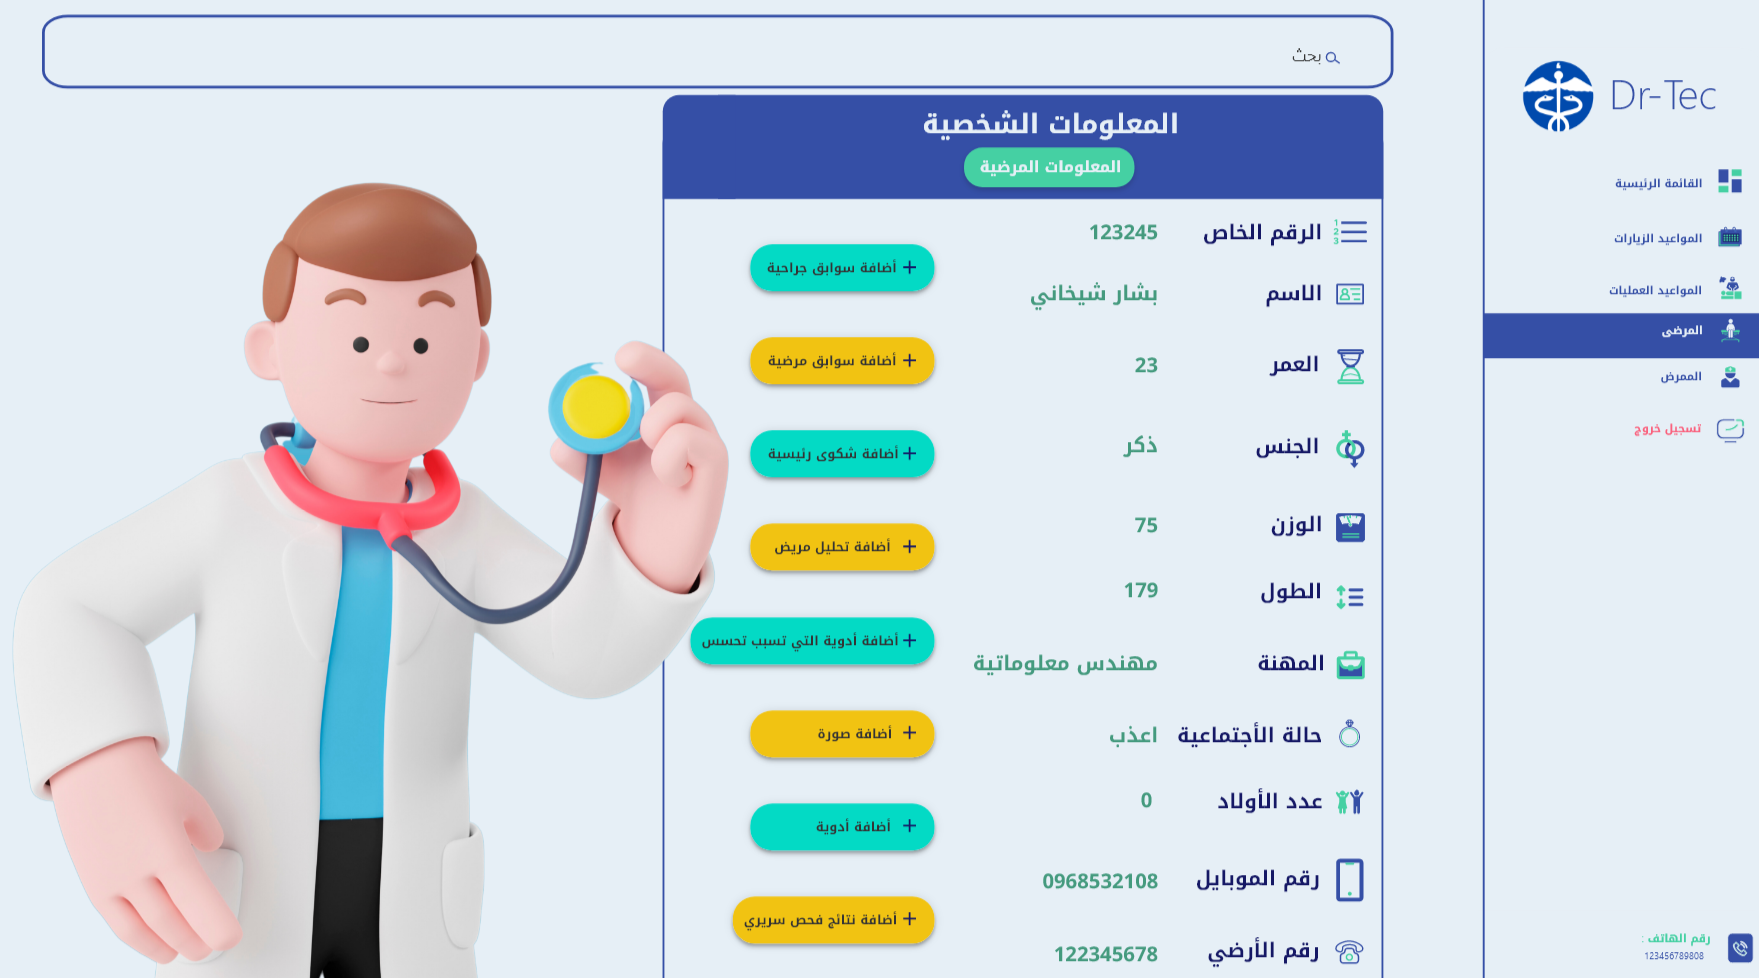 بحث
Dr-Tec
القائمة الرئيسية
المواعيد الزيارات
المواعيد العمليات
المرضى
الممرض
تسجيل خروج
رقم الهاتف :
123456789808
المعلومات الشخصية
المعلومات المرضية
الرقم الخاص 123245
الاسم بشار شيخاني
العمر 23
الجنس ذكر
الوزن 75
الطول 179
المهنة مهندس معلوماتية
حالة الأجتماعية اعذب
عدد الأولاد 0
رقم الموبايل 0968532108
رقم الأرضي 122345678
+ أضافة سوابق جراحية
+ أضافة سوابق مرضية
+ أضافة شكوى رئيسية
+ أضافة تحليل مريض
+ أضافة أدوية التي تسبب تحسس
+ أضافة صورة
+ أضافة أدوية
+ أضافة نتائج فحص سريري
1
2
3